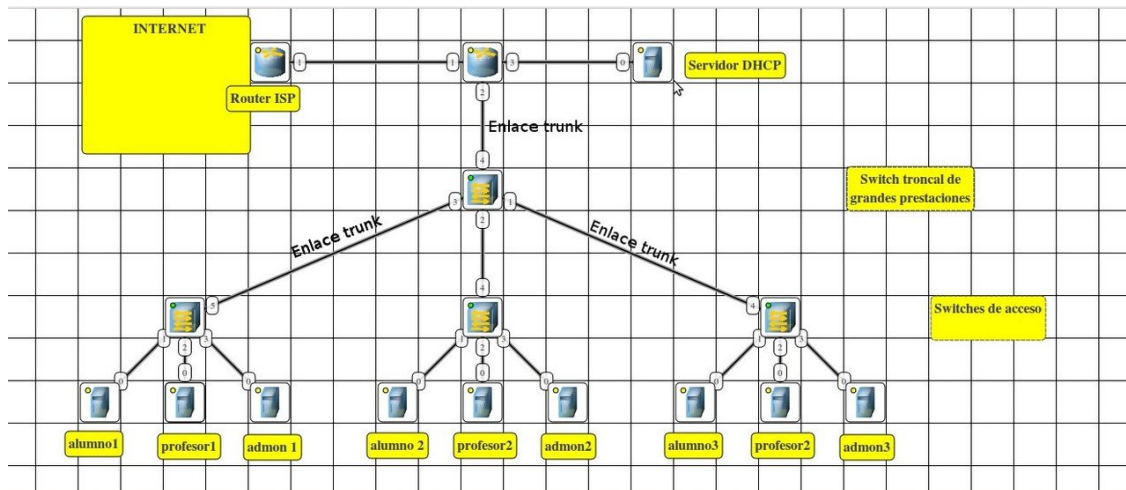 INTERNET
1
1
3
0
Servidor DHCP
Router ISP
2
Enlace trunk
4
Switch troncal de
grandes prestaciones
3
1
2
Enlace trunk
Enlace trunk
5
4
4
Switches de acceso
1
2
3
1
2
3
1
2
3
0
0
0
0
0
0
0
0
0
alumno1
profesor1
admon 1
alumno 2
profesor2
admon2
alumno3
profesor2
admon3